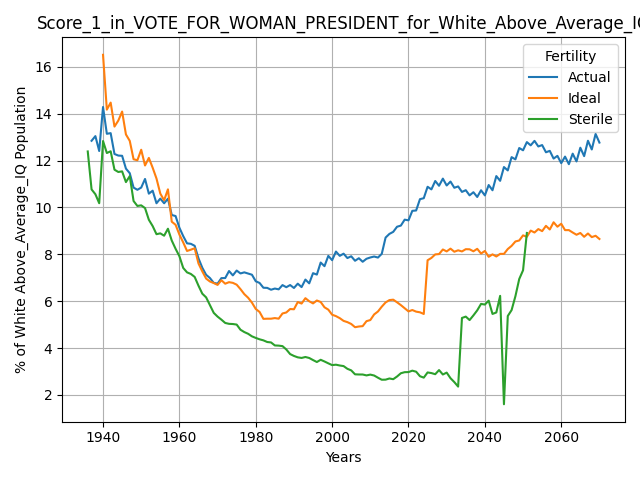 Score_1_in_VOTE_FOR_WOMAN_PRESIDENT_for_White_Above_Average_IQ
Fertility
Actual
Ideal
Sterile
% of White Above_Average_IQ Population
16
14
12
10
8
6
4
2
1940 1960 1980 2000 2020 2040 2060
Years